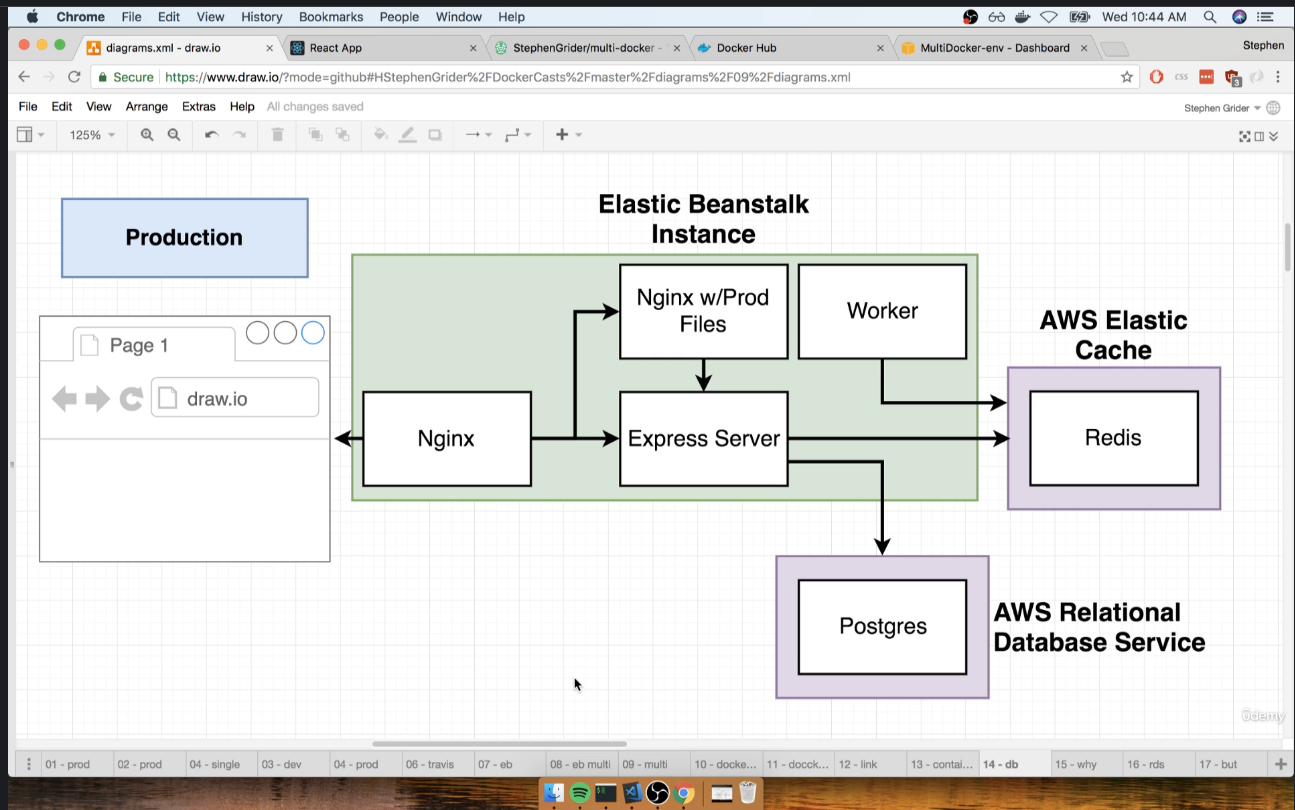 Chrome File Edit View History Bookmarks People Window Help Wed 10:44 AM
diagrams.xml - draw.io React App StephenGrider/multi-docker - Docker Hub MultiDocker-env - Dashboard Stephen
Secure https://www.draw.io/?mode=github#HStephenGrider%2FDockerCasts%2Fmaster%2Fdiagrams%2F09%2Fdiagrams.xml css 3
File Edit View Arrange Extras Help All changes saved Stephen Grider
125%
Production
Elastic Beanstalk
Instance
Nginx w/Prod
Files
Worker
AWS Elastic
Cache
Page 1
draw.io
Nginx
Express Server
Redis
Postgres
AWS Relational
Database Service
ûdemy
01 - prod 02 - prod 04 - single 03 - dev 04 - prod 06 - travis 07 - eb 08 - eb multi 09 - multi 10 - docke... 11 - docck... 12 - link 13 - contai... 14 - db 15 - why 16 - rds 17 - but